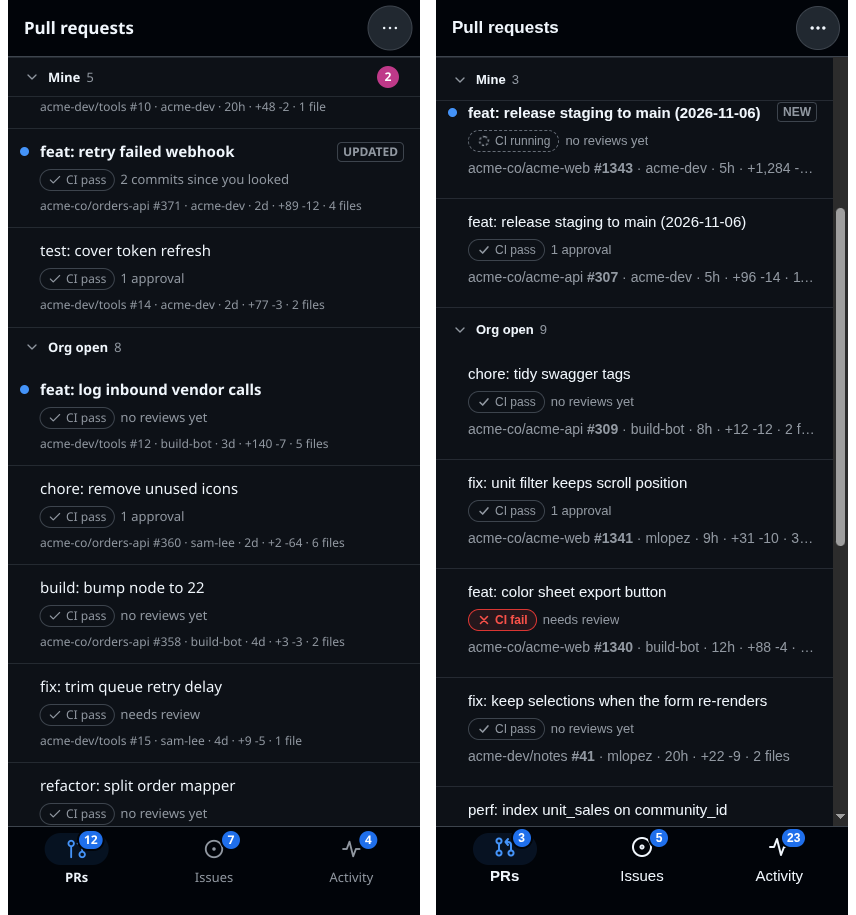 Pull requests
Mine 5
2
acme-dev/tools #10 · acme-dev · 20h · +48 -2 · 1 file
feat: retry failed webhook
UPDATED
CI pass 2 commits since you looked
acme-co/orders-api #371 · acme-dev · 2d · +89 -12 · 4 files
test: cover token refresh
CI pass 1 approval
acme-dev/tools #14 · acme-dev · 2d · +77 -3 · 2 files
Org open 8
feat: log inbound vendor calls
CI pass no reviews yet
acme-dev/tools #12 · build-bot · 3d · +140 -7 · 5 files
chore: remove unused icons
CI pass 1 approval
acme-co/orders-api #360 · sam-lee · 2d · +2 -64 · 6 files
build: bump node to 22
CI pass no reviews yet
acme-co/orders-api #358 · build-bot · 4d · +3 -3 · 2 files
fix: trim queue retry delay
CI pass needs review
acme-dev/tools #15 · sam-lee · 4d · +9 -5 · 1 file
refactor: split order mapper
CI pass no reviews yet
12
7
4
PRs
Issues
Activity
Pull requests
Mine 3
feat: release staging to main (2026-11-06)
NEW
CI running no reviews yet
acme-co/acme-web #1343 · acme-dev · 5h · +1,284 -…
feat: release staging to main (2026-11-06)
CI pass 1 approval
acme-co/acme-api #307 · acme-dev · 5h · +96 -14 · 1…
Org open 9
chore: tidy swagger tags
CI pass no reviews yet
acme-co/acme-api #309 · build-bot · 8h · +12 -12 · 2 f…
fix: unit filter keeps scroll position
CI pass 1 approval
acme-co/acme-web #1341 · mlopez · 9h · +31 -10 · 3…
feat: color sheet export button
CI fail needs review
acme-co/acme-web #1340 · build-bot · 12h · +88 -4 · …
fix: keep selections when the form re-renders
CI pass no reviews yet
acme-dev/notes #41 · mlopez · 20h · +22 -9 · 2 files
perf: index unit_sales on community_id
3
5
23
PRs
Issues
Activity